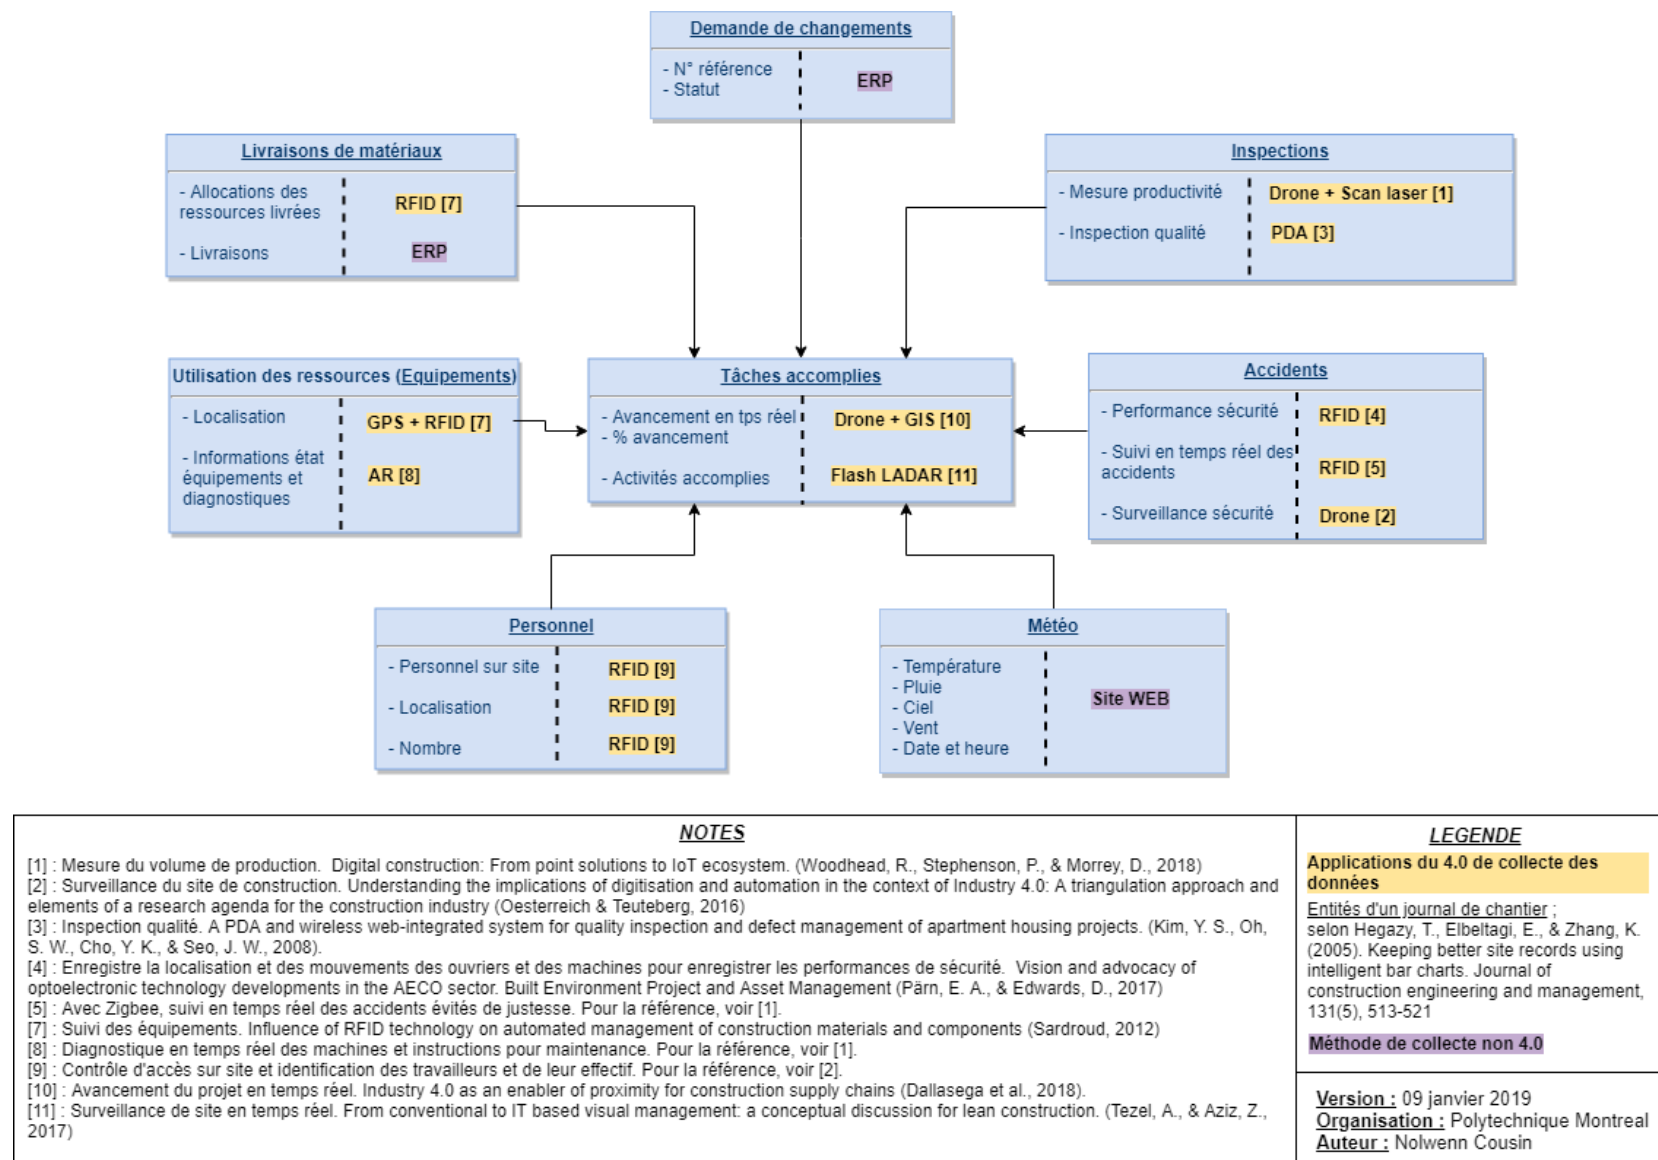 Demande de changements
- N° référence
- Statut
ERP
Livraisons de matériaux
- Allocations des
ressources livrées
RFID [7]
- Livraisons
ERP
Inspections
- Mesure productivité
Drone + Scan laser [1]
- Inspection qualité
PDA [3]
Utilisation des ressources (Equipements)
- Localisation
GPS + RFID [7]
- Informations état
équipements et
diagnostiques
AR [8]
Tâches accomplies
- Avancement en tps réel
- % avancement
Drone + GIS [10]
- Activités accomplies
Flash LADAR [11]
Accidents
- Performance sécurité
RFID [4]
- Suivi en temps réel des
accidents
RFID [5]
- Surveillance sécurité
Drone [2]
Personnel
- Personnel sur site
RFID [9]
- Localisation
RFID [9]
- Nombre
RFID [9]
Météo
- Température
- Pluie
- Ciel
- Vent
- Date et heure
Site WEB
NOTES
[1] : Mesure du volume de production. Digital construction: From point solutions to IoT ecosystem. (Woodhead, R., Stephenson, P., & Morrey, D., 2018)
[2] : Surveillance du site de construction. Understanding the implications of digitisation and automation in the context of Industry 4.0: A triangulation approach and
elements of a research agenda for the construction industry (Oesterreich & Teuteberg, 2016)
[3] : Inspection qualité. A PDA and wireless web-integrated system for quality inspection and defect management of apartment housing projects. (Kim, Y. S., Oh,
S. W., Cho, Y. K., & Seo, J. W., 2008).
[4] : Enregistre la localisation et des mouvements des ouvriers et des machines pour enregistrer les performances de sécurité. Vision and advocacy of
optoelectronic technology developments in the AECO sector. Built Environment Project and Asset Management (Pärn, E. A., & Edwards, D., 2017)
[5] : Avec Zigbee, suivi en temps réel des accidents évités de justesse. Pour la référence, voir [1].
[7] : Suivi des équipements. Influence of RFID technology on automated management of construction materials and components (Sardroud, 2012)
[8] : Diagnostique en temps réel des machines et instructions pour maintenance. Pour la référence, voir [1].
[9] : Contrôle d'accès sur site et identification des travailleurs et de leur effectif. Pour la référence, voir [2].
[10] : Avancement du projet en temps réel. Industry 4.0 as an enabler of proximity for construction supply chains (Dallasega et al., 2018).
[11] : Surveillance de site en temps réel. From conventional to IT based visual management: a conceptual discussion for lean construction. (Tezel, A., & Aziz, Z.,
2017)
LEGENDE
Applications du 4.0 de collecte des
données
Entités d'un journal de chantier ;
selon Hegazy, T., Elbeltagi, E., & Zhang, K.
(2005). Keeping better site records using
intelligent bar charts. Journal of
construction engineering and management,
131(5), 513-521
Méthode de collecte non 4.0
Version : 09 janvier 2019
Organisation : Polytechnique Montreal
Auteur : Nolwenn Cousin